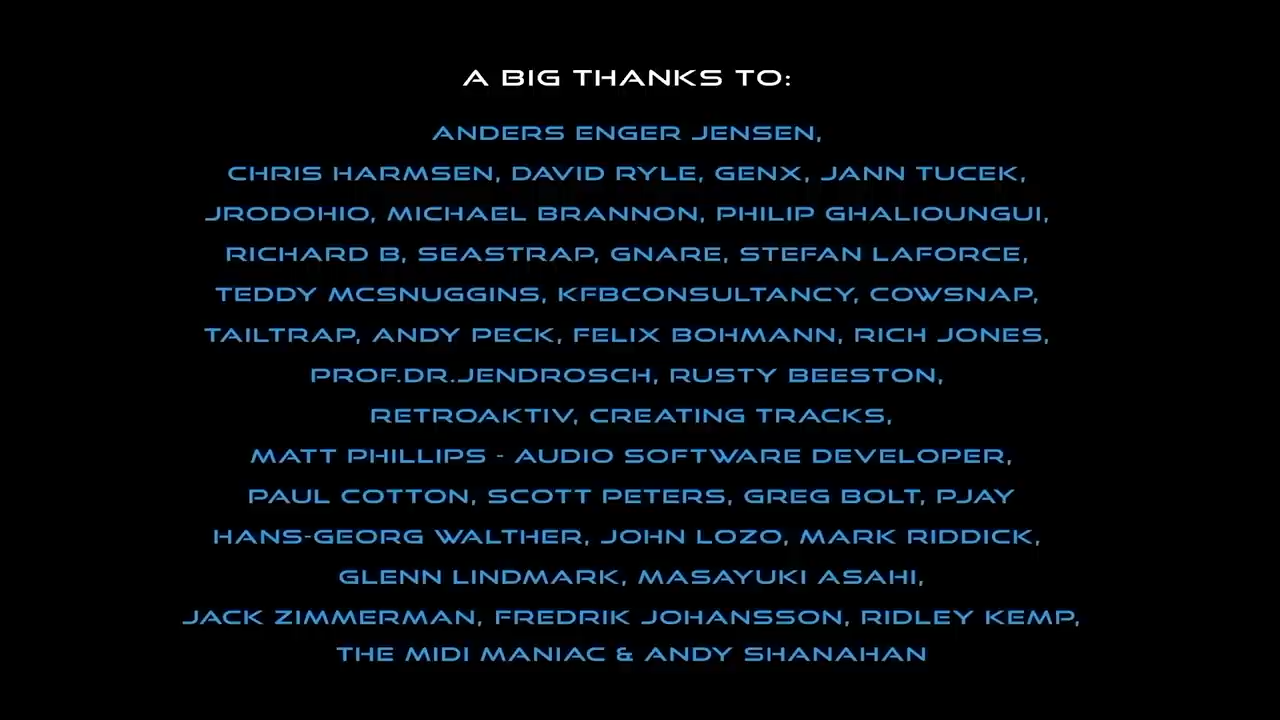 A BIG THANKS TO:
ANDERS ENGER JENSEN,
CHRIS HARMSEN, DAVID RYLE, GENX, JANN TUCEK,
JRODOHIO, MICHAEL BRANNON, PHILIP GHALIOUNGUI,
RICHARD B, SEASTRAP, GNARE, STEFAN LAFORCE,
TEDDY MCSNUGGINS, KFBCONSULTANCY, COWSNAP,
TAILTRAP, ANDY PECK, FELIX BOHMANN, RICH JONES,
PROF.DR.JENDROSCH, RUSTY BEESTON,
RETROAKTIV, CREATING TRACKS,
MATT PHILLIPS - AUDIO SOFTWARE DEVELOPER,
PAUL COTTON, SCOTT PETERS, GREG BOLT, PJAY
HANS-GEORG WALTHER, JOHN LOZO, MARK RIDDICK,
GLENN LINDMARK, MASAYUKI ASAHI,
JACK ZIMMERMAN, FREDRIK JOHANSSON, RIDLEY KEMP,
THE MIDI MANIAC & ANDY SHANAHAN